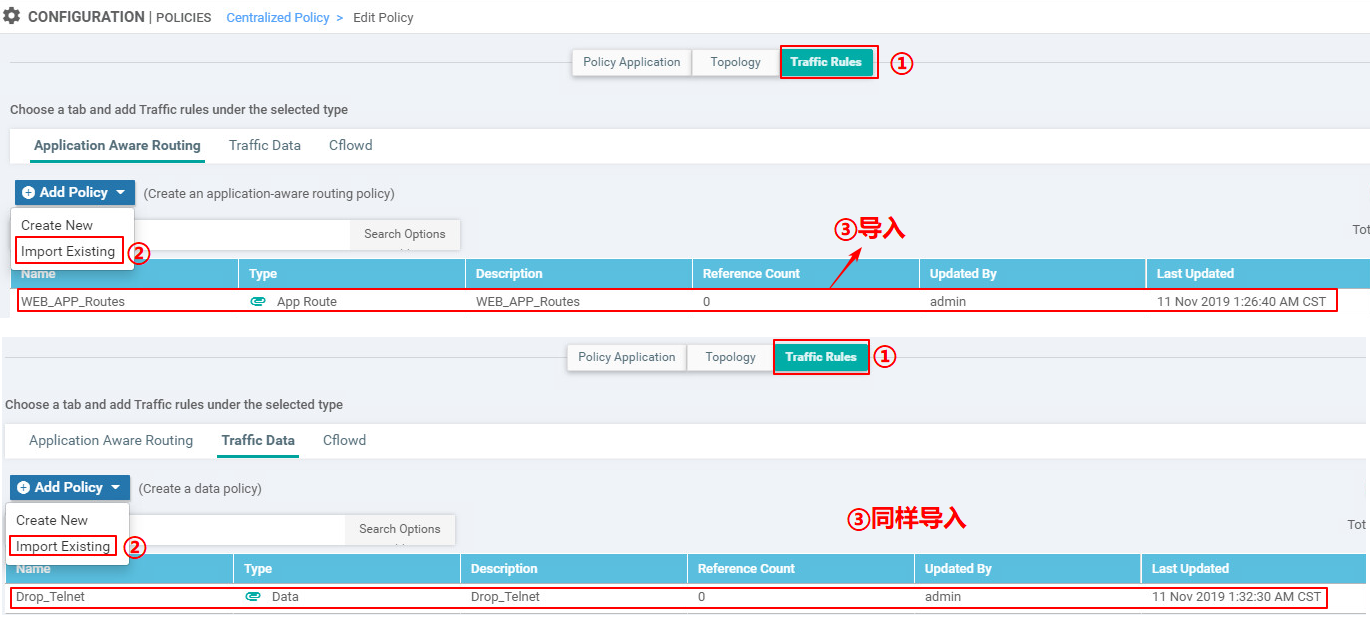 CONFIGURATION | POLICIES Centralized Policy > Edit Policy
Policy Application Topology Traffic Rules ①
Choose a tab and add Traffic rules under the selected type
Application Aware Routing Traffic Data Cflowd
Add Policy (Create an application-aware routing policy)
Create New
Search Options
③导入
Tot
Import Existing ②
Name Type Description Reference Count Updated By Last Updated
WEB_APP_Routes App Route WEB_APP_Routes 0 admin 11 Nov 2019 1:26:40 AM CST
Policy Application Topology Traffic Rules ①
Choose a tab and add Traffic rules under the selected type
Application Aware Routing Traffic Data Cflowd
Add Policy (Create a data policy)
Create New
Search Options
③同样导入
Tot
Import Existing ②
Name Type Description Reference Count Updated By Last Updated
Drop_Telnet Data Drop_Telnet 0 admin 11 Nov 2019 1:32:30 AM CST